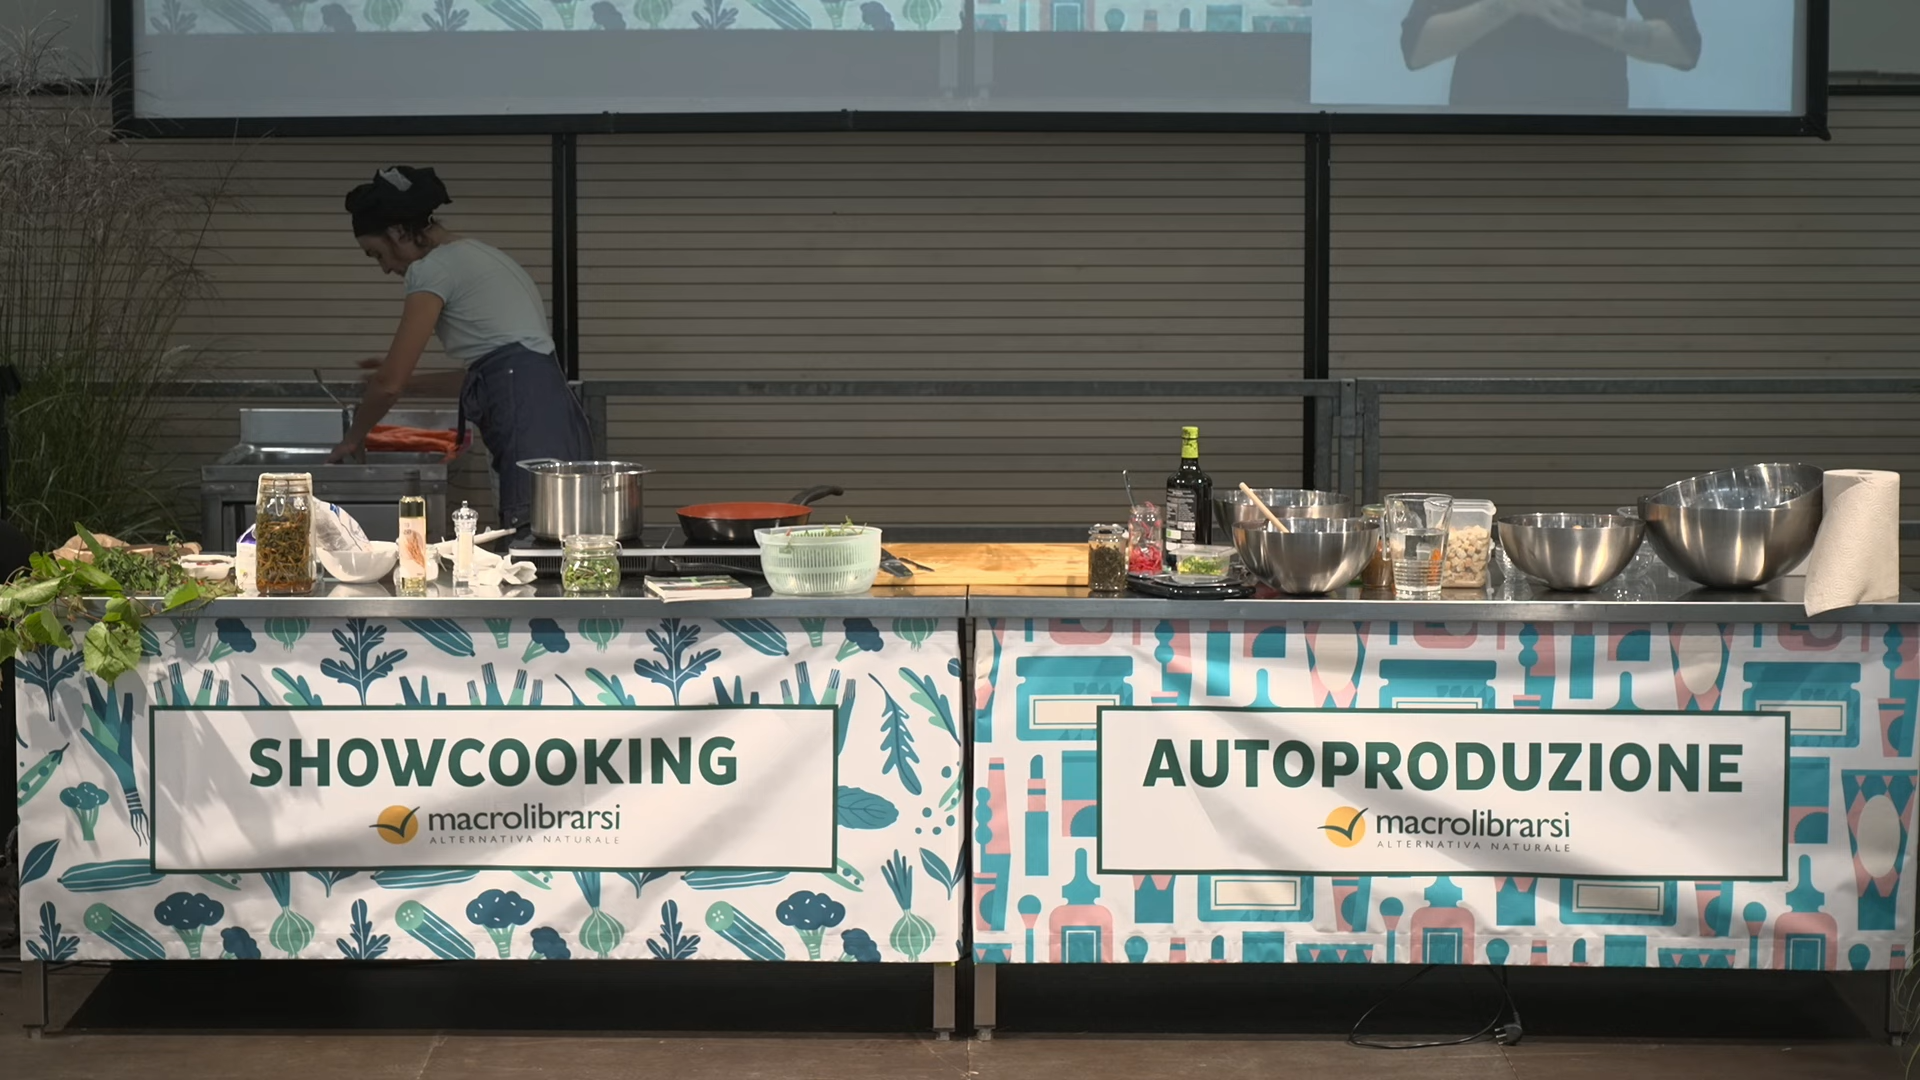 SHOWCOOKING
macrolibrarsi
ALTERNATIVA NATURALE
AUTOPRODUZIONE
macrolibrarsi
ALTERNATIVA NATURALE